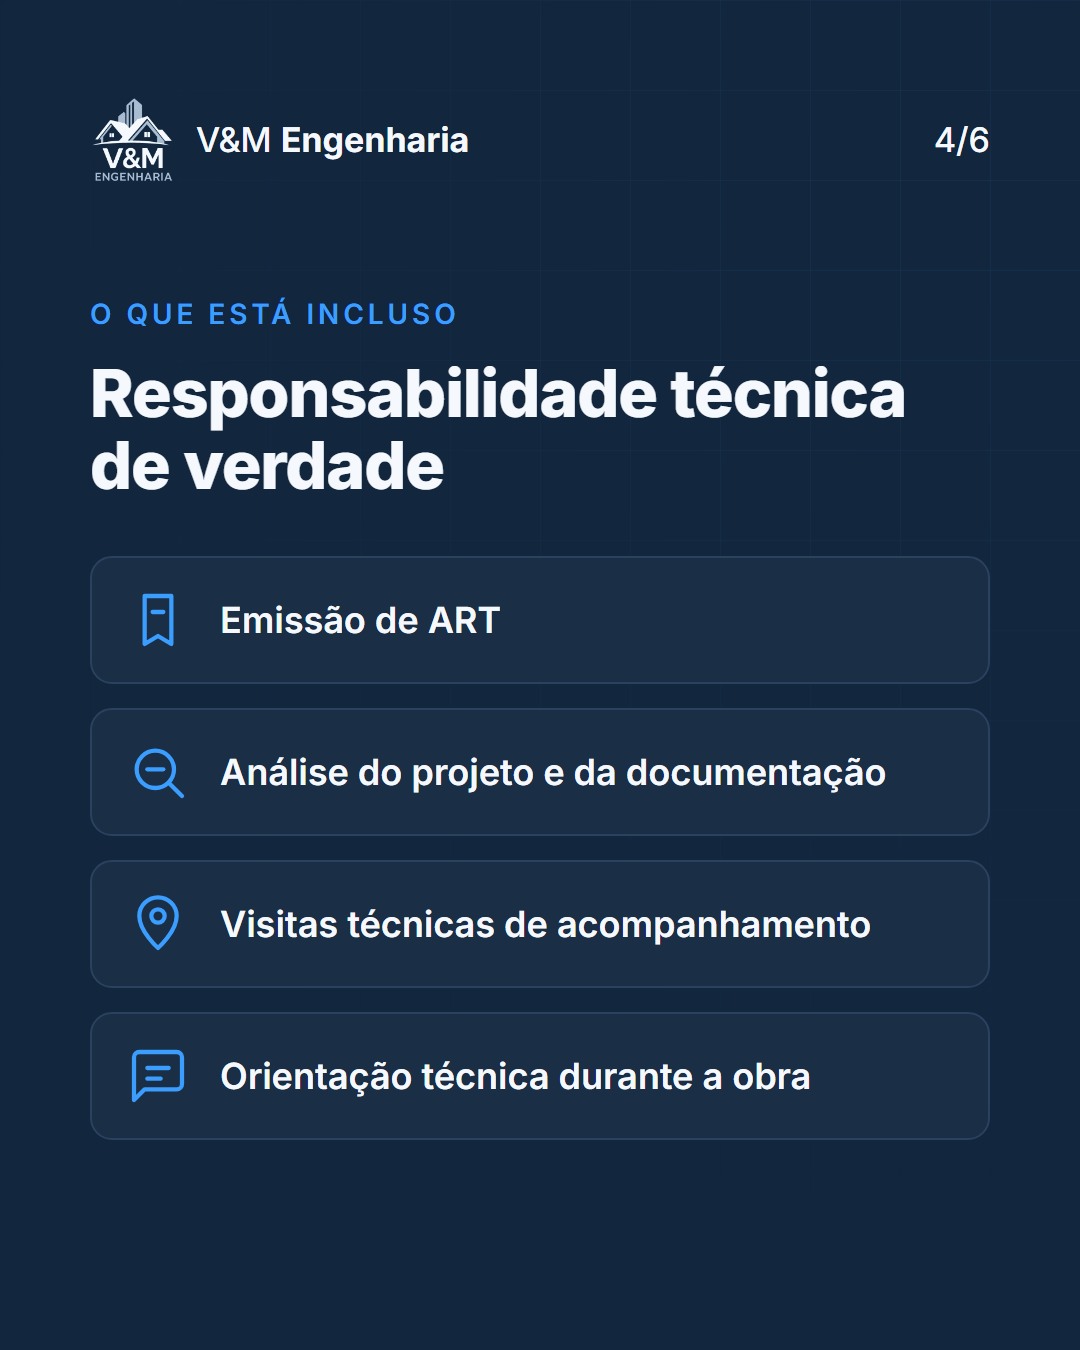 V&M
ENGENHARIA
V&M Engenharia
4/6
O QUE ESTÁ INCLUSO
Responsabilidade técnica
de verdade
Emissão de ART
Análise do projeto e da documentação
Visitas técnicas de acompanhamento
Orientação técnica durante a obra